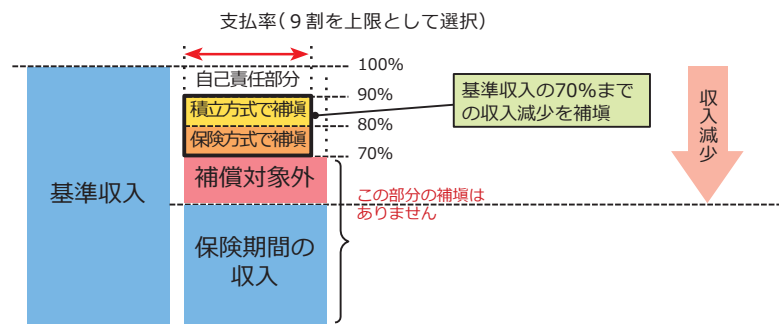 支払率（９割を上限として選択）
100%
自己責任部分
90%
積立方式で補塡
80%
保険方式で補塡
70%
基準収入の70％まで
の収入減少を補塡
収入減少
補償対象外
基準収入
この部分の補塡は
ありません
保険期間の
収入